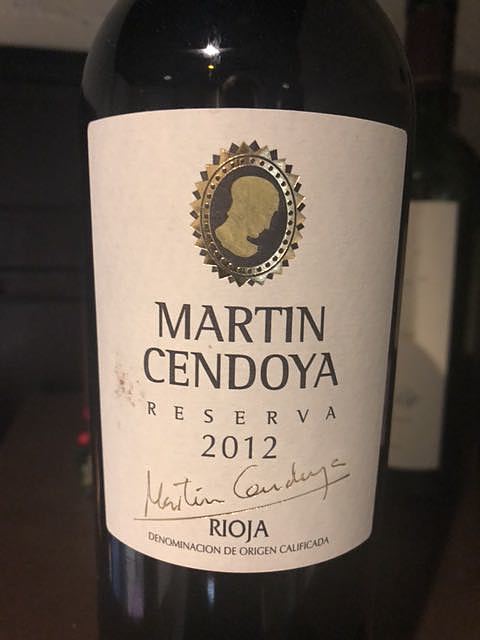 MARTIN
CENDOYA
RESERVA
2012
Martin Cendoya
RIOJA
DENOMINACION DE ORIGEN CALIFICADA